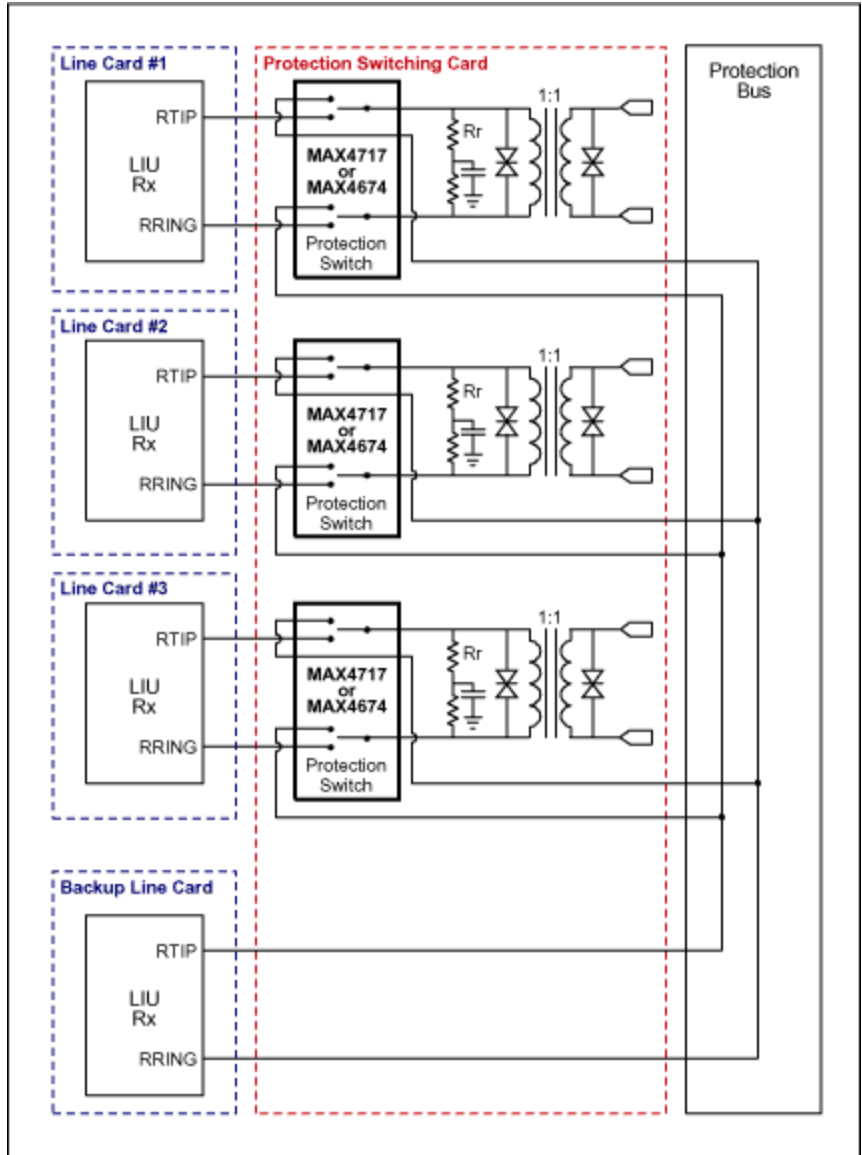 Line Card #1
Protection Switching Card
Protection
Bus
RTIP
LIU
Rx
RRING
MAX4717
or
MAX4674
Protection
Switch
Rr
1:1
Line Card #2
RTIP
LIU
Rx
RRING
MAX4717
or
MAX4674
Protection
Switch
Rr
1:1
Line Card #3
RTIP
LIU
Rx
RRING
MAX4717
or
MAX4674
Protection
Switch
Rr
1:1
Backup Line Card
RTIP
LIU
Rx
RRING